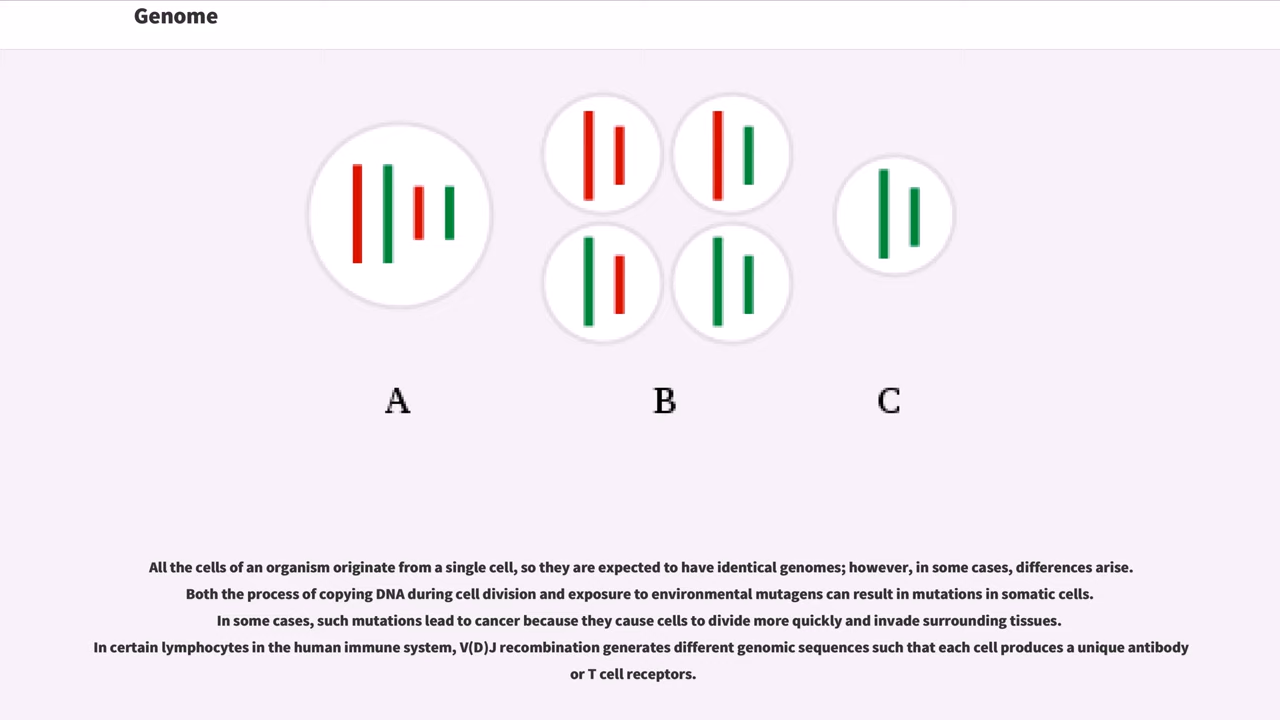 Genome
A
B
C
All the cells of an organism originate from a single cell, so they are expected to have identical genomes; however, in some cases, differences arise.
Both the process of copying DNA during cell division and exposure to environmental mutagens can result in mutations in somatic cells.
In some cases, such mutations lead to cancer because they cause cells to divide more quickly and invade surrounding tissues.
In certain lymphocytes in the human immune system, V(D)J recombination generates different genomic sequences such that each cell produces a unique antibody
or T cell receptors.